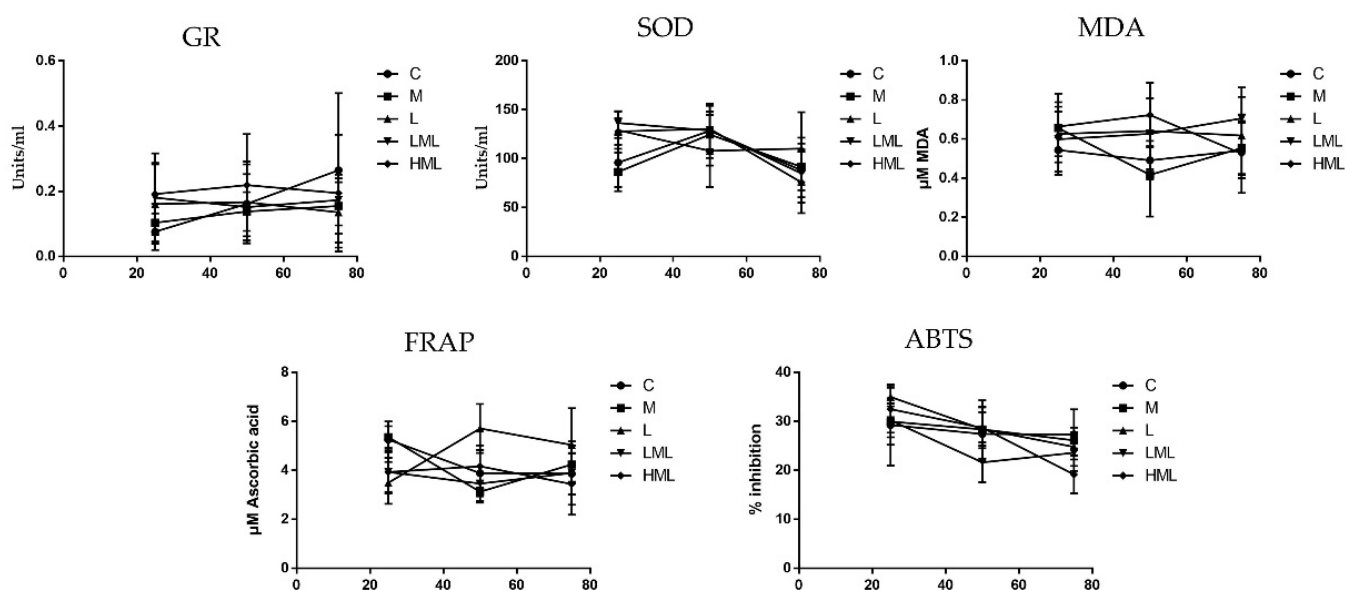 GR
0.6
0.4
0.2
0.0
Units/ml
0 20 40 60 80
C
M
L
LML
HML
SOD
200
150
100
50
0
Units/ml
0 20 40 60 80
C
M
L
LML
HML
MDA
1.0
0.8
0.6
0.4
0.2
0.0
µM MDA
0 20 40 60 80
C
M
L
LML
HML
FRAP
8
6
4
2
0
µM Ascorbic acid
0 20 40 60 80
C
M
L
LML
HML
ABTS
40
30
20
10
0
% inhibition
0 20 40 60 80
C
M
L
LML
HML